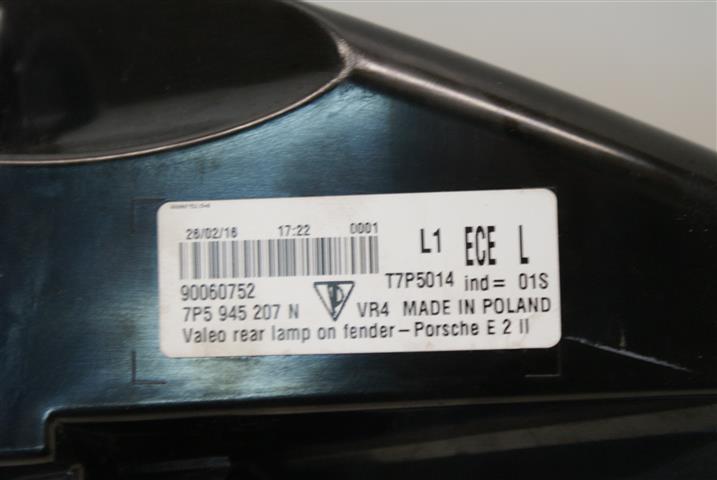 26/02/16 17:22 0001
L1 ECE L
90060752
T7P5014 ind= 01S
7P5 945 207 N VR4 MADE IN POLAND
Valeo rear lamp on fender-Porsche E 2 II